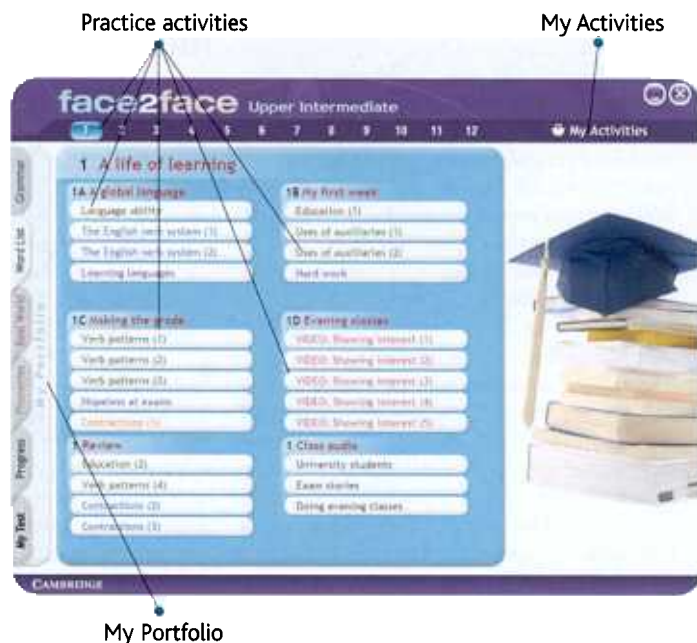 Practice activities
My Activities
face2face Upper Intermediate
1 2 3 4 5 6 7 8 9 10 11 12
My Activities
1 A life of learning
1A A global language
Language ability
The English verb system (1)
The English verb system (2)
Learning languages
1B My first week
Education (1)
Uses of auxiliaries (1)
Uses of auxiliaries (2)
Hard work
1C Making the grade
Verb patterns (1)
Verb patterns (2)
Verb patterns (3)
Hopeless at exams
Contractions (1)
1D Evening classes
VIDEO: Showing interest (1)
VIDEO: Showing interest (2)
VIDEO: Showing interest (3)
VIDEO: Showing interest (4)
VIDEO: Showing interest (5)
1 Review
Education (2)
Verb patterns (4)
Contractions (2)
Contractions (3)
1 Class audio
University students
Exam stories
Doing evening classes
Grammar
Word List
Real World
Phonemes
Progress
My Test
My Portfolio
CAMBRIDGE
My Portfolio